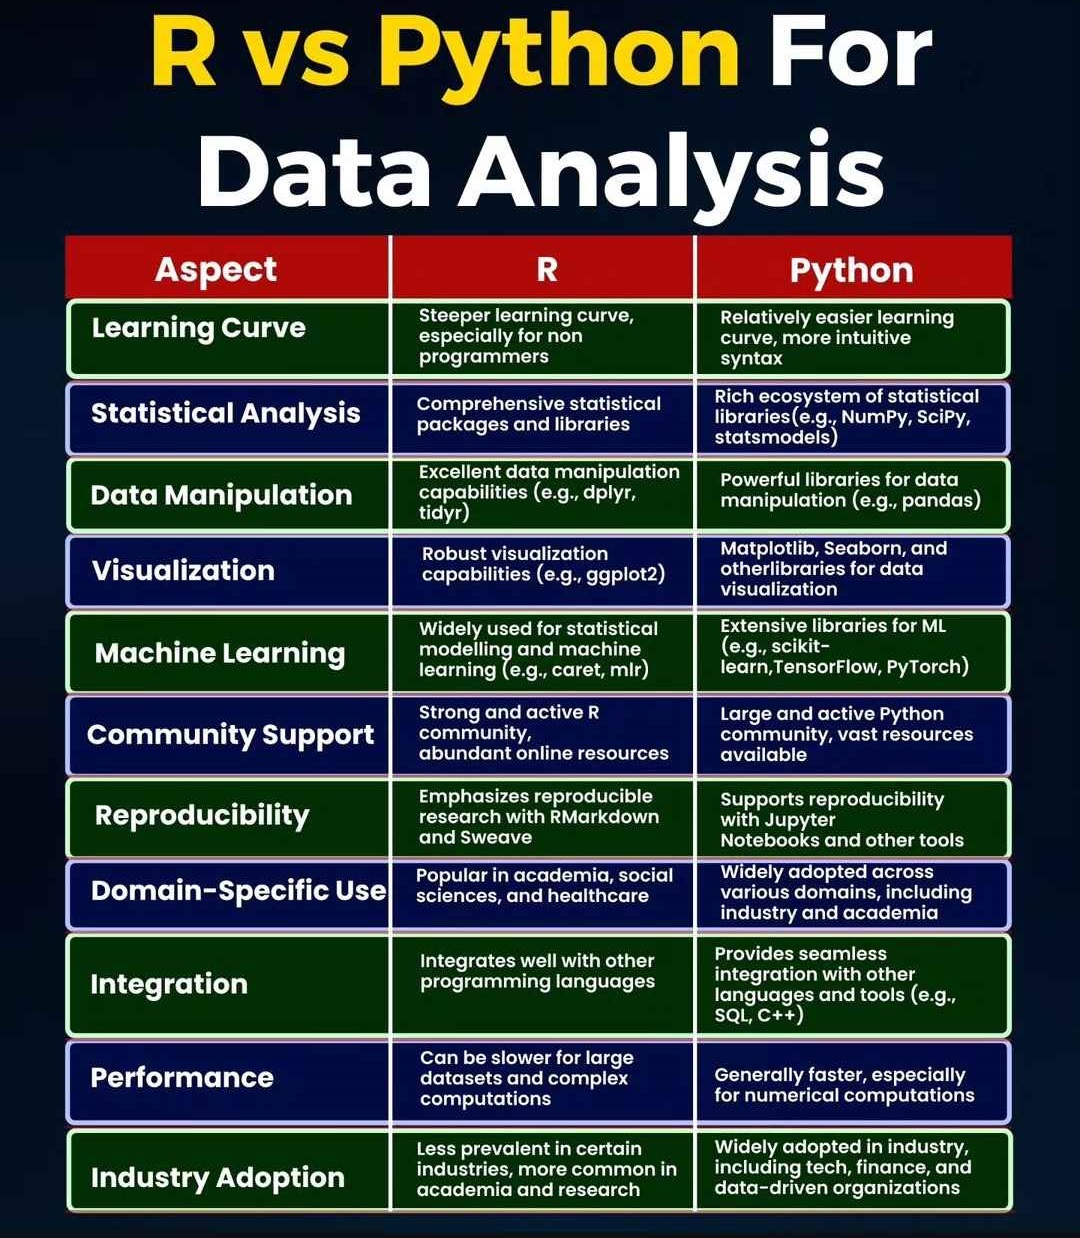 R vs Python For
Data Analysis
Aspect
R
Python
Learning Curve
Steeper learning curve,
especially for non
programmers
Relatively easier learning
curve, more intuitive
syntax
Statistical Analysis
Comprehensive statistical
packages and libraries
Rich ecosystem of statistical
libraries(e.g., NumPy, SciPy,
statsmodels)
Data Manipulation
Excellent data manipulation
capabilities (e.g., dplyr,
tidyr)
Powerful libraries for data
manipulation (e.g., pandas)
Visualization
Robust visualization
capabilities (e.g., ggplot2)
Matplotlib, Seaborn, and
otherlibraries for data
visualization
Machine Learning
Widely used for statistical
modelling and machine
learning (e.g., caret, mlr)
Extensive libraries for ML
(e.g., scikit-
learn,TensorFlow, PyTorch)
Community Support
Strong and active R
community,
abundant online resources
Large and active Python
community, vast resources
available
Reproducibility
Emphasizes reproducible
research with RMarkdown
and Sweave
Supports reproducibility
with Jupyter
Notebooks and other tools
Domain-Specific Use
Popular in academia, social
sciences, and healthcare
Widely adopted across
various domains, including
industry and academia
Integration
Integrates well with other
programming languages
Provides seamless
integration with other
languages and tools (e.g.,
SQL, C++)
Performance
Can be slower for large
datasets and complex
computations
Generally faster, especially
for numerical computations
Industry Adoption
Less prevalent in certain
industries, more common in
academia and research
Widely adopted in industry,
including tech, finance, and
data-driven organizations